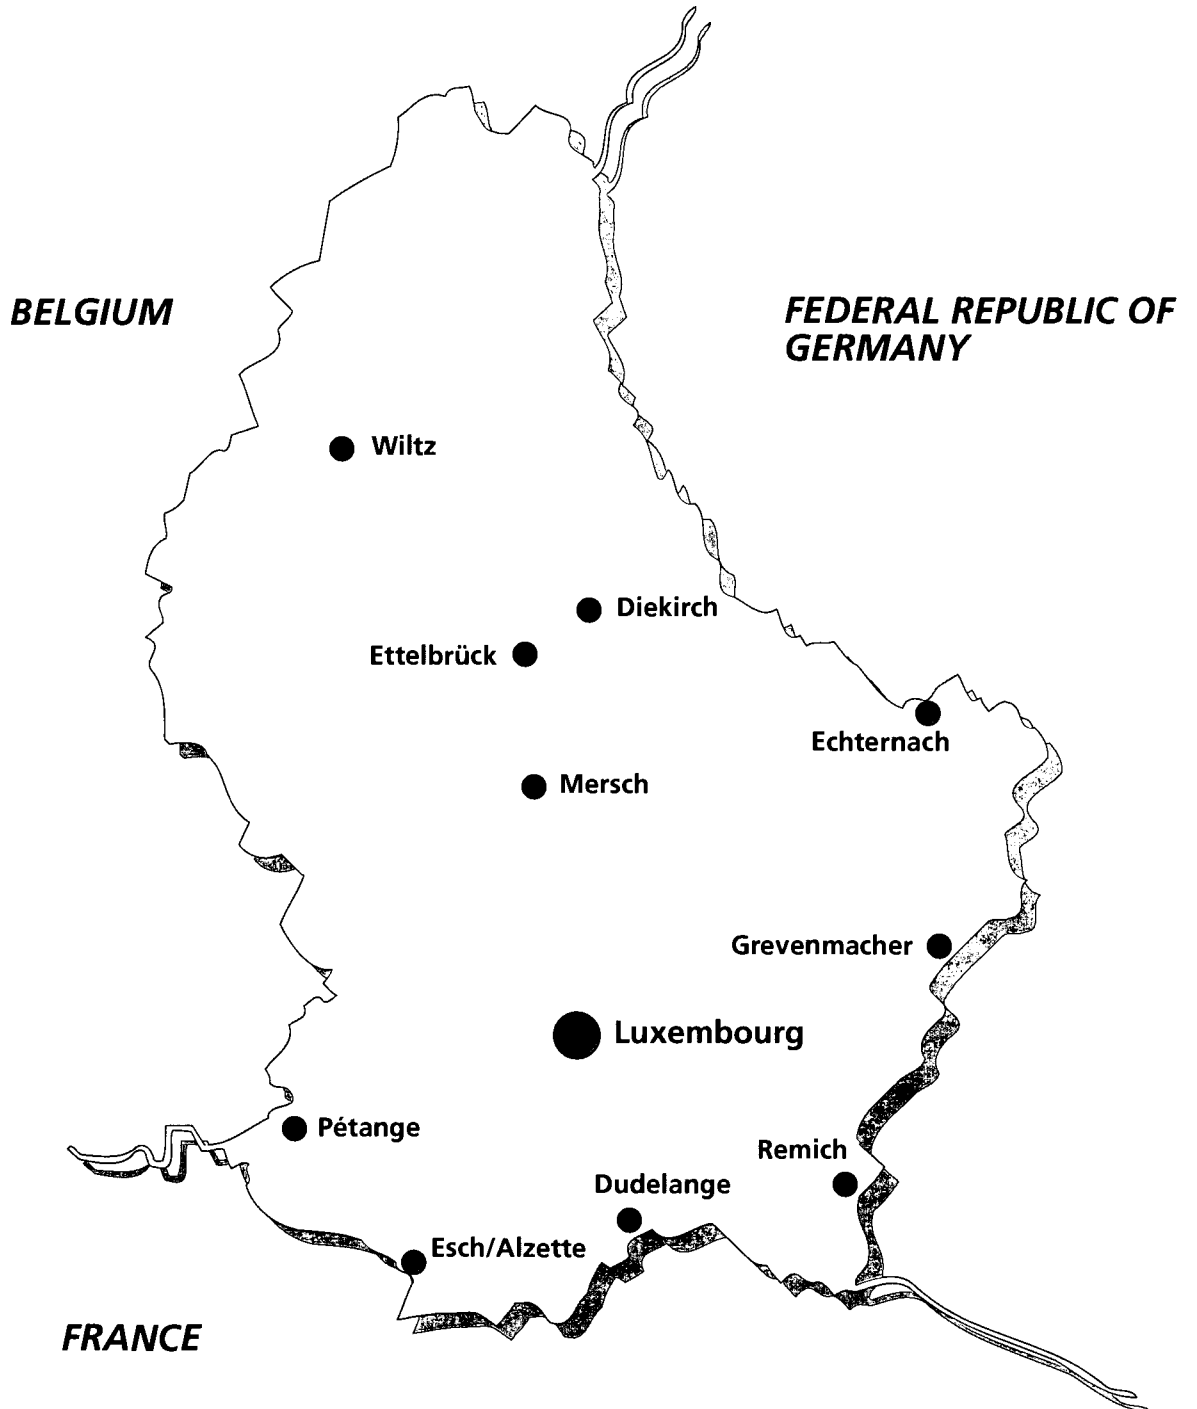 BELGIUM
FEDERAL REPUBLIC OF
GERMANY
Wiltz
Diekirch
Ettelbrück
Echternach
Mersch
Grevenmacher
Luxembourg
Pétange
Remich
Dudelange
Esch/Alzette
FRANCE